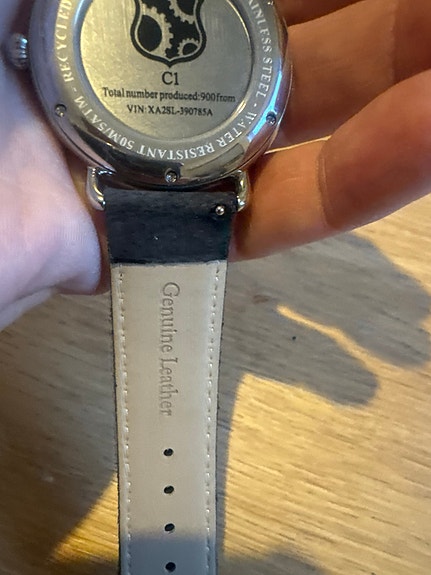 RECYCLED
STAINLESS STEEL - WATER RESISTANT 50M/5ATM -
C1
Total number produced:900 from
VIN: XA2SL-390785A
Genuine Leather